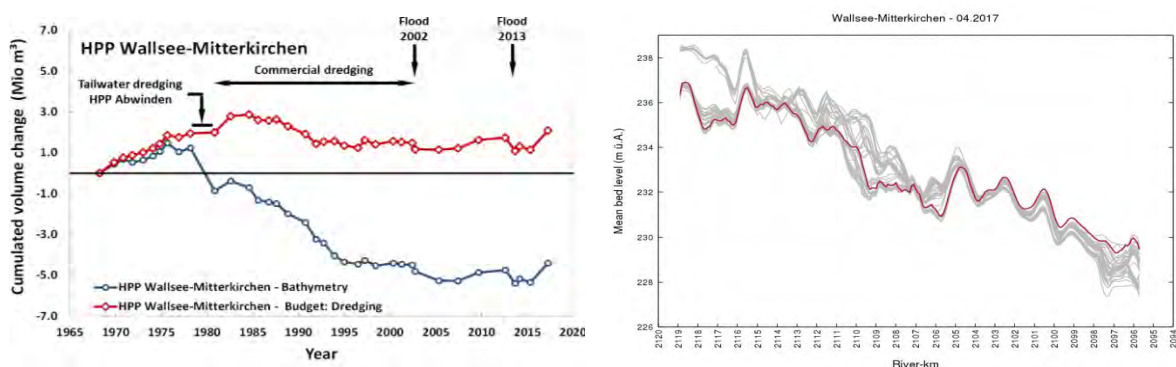 HPP Wallsee-Mitterkirchen
Flood
2002
Flood
2013
Commercial dredging
Tailwater dredging
HPP Abwinden
Cumulated volume change (Mio m³)
7.0
5.0
3.0
1.0
-1.0
-3.0
-5.0
-7.0
HPP Wallsee-Mitterkirchen - Bathymetry
HPP Wallsee-Mitterkirchen - Budget: Dredging
1965 1970 1975 1980 1985 1990 1995 2000 2005 2010 2015 2020
Year
Wallsee-Mitterkirchen - 04.2017
Mean bed level (m ü.A.)
238
236
234
232
230
228
226
2120 2119 2118 2117 2116 2115 2114 2113 2112 2111 2110 2109 2108 2107 2106 2105 2104 2103 2102 2101 2100 2099 2098 2097 2096 2095
River-km